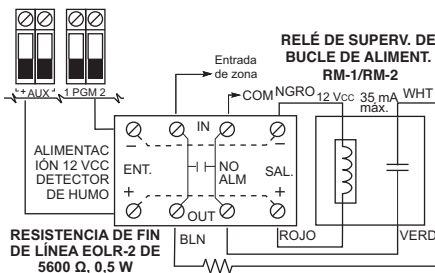 RELÉ DE SUPERV. DE
BUCLE DE ALIMENT.
RM-1/RM-2
Entrada
de zona
+ AUX - 1 PGM 2
COM NGRO 12 VCC 35 mA WHT
máx.
IN
ALIMENTAC
IÓN 12 VCC
DETECTOR
DE HUMO
ENT.
NO
ALM
SAL.
- -
+ +
OUT
RESISTENCIA DE FIN
DE LÍNEA EOLR-2 DE
5600 Ω, 0,5 W
BLN ROJO VERD